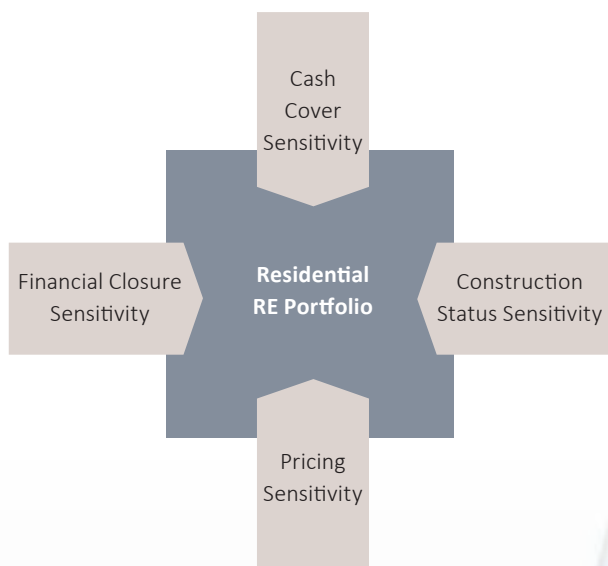 Cash
Cover
Sensitivity
Financial Closure
Sensitivity
Residential
RE Portfolio
Construction
Status Sensitivity
Pricing
Sensitivity